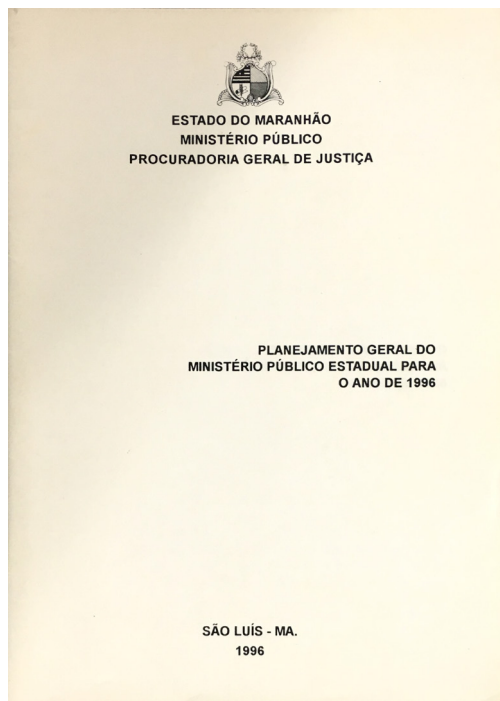 ESTADO DO MARANHÃO
MINISTÉRIO PÚBLICO
PROCURADORIA GERAL DE JUSTIÇA
PLANEJAMENTO GERAL DO
MINISTÉRIO PÚBLICO ESTADUAL PARA
O ANO DE 1996
SÃO LUÍS - MA.
1996